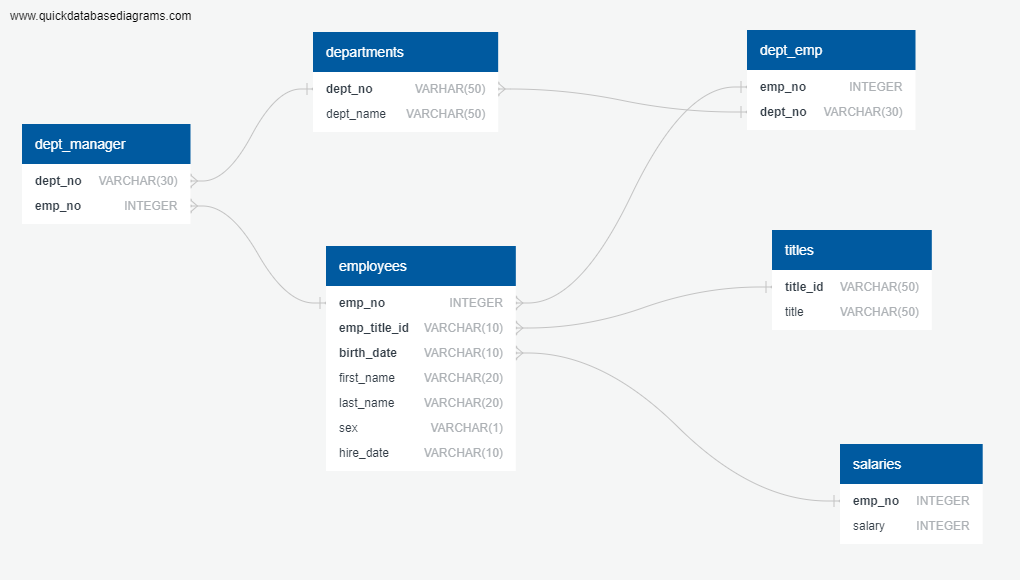 www.quickdatabasediagrams.com
departments
dept_no VARHAR(50)
dept_name VARCHAR(50)
dept_emp
emp_no INTEGER
dept_no VARCHAR(30)
dept_manager
dept_no VARCHAR(30)
emp_no INTEGER
employees
emp_no INTEGER
emp_title_id VARCHAR(10)
birth_date VARCHAR(10)
first_name VARCHAR(20)
last_name VARCHAR(20)
sex VARCHAR(1)
hire_date VARCHAR(10)
titles
title_id VARCHAR(50)
title VARCHAR(50)
salaries
emp_no INTEGER
salary INTEGER